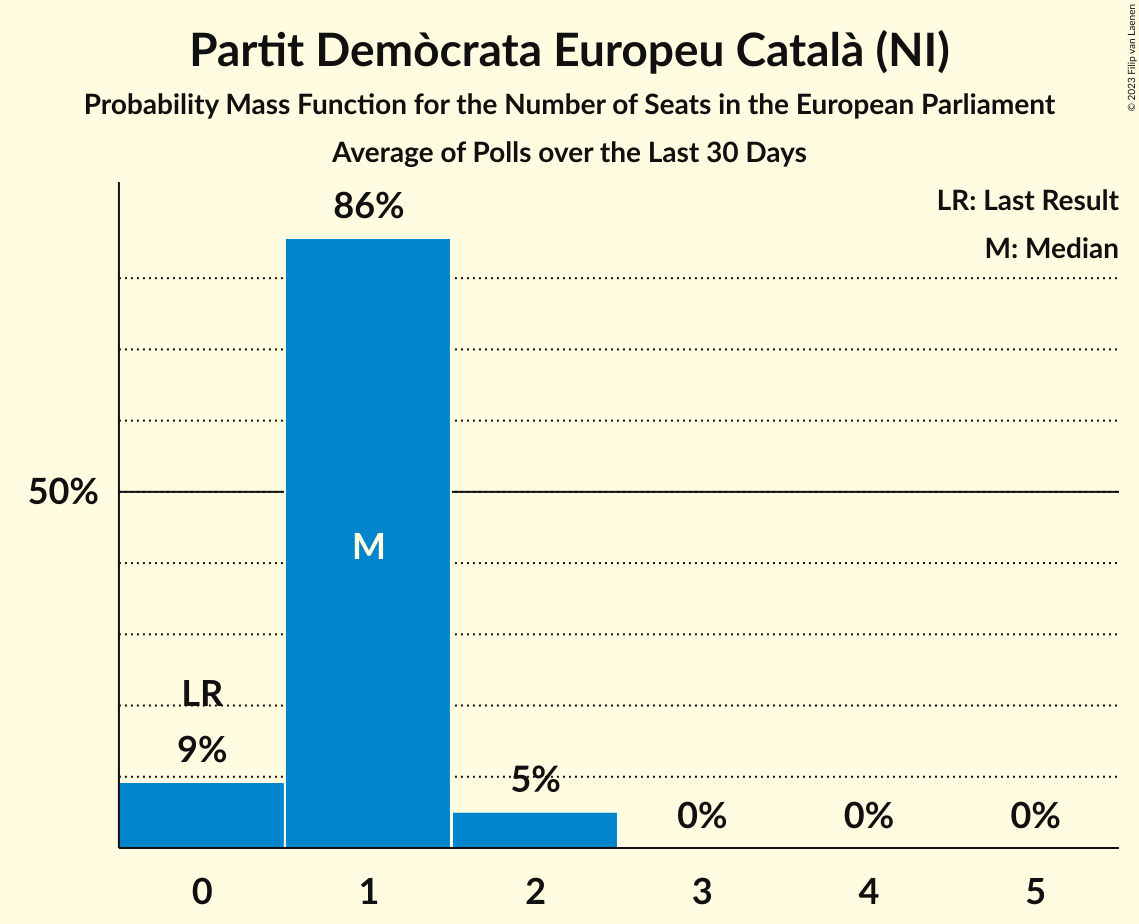 Partit Demòcrata Europeu Català (NI)
Probability Mass Function for the Number of Seats in the European Parliament
Average of Polls over the Last 30 Days
© 2023 Filip van Laenen
LR: Last Result
M: Median
86%
50%
M
LR
9%
5%
0%
0%
0%
0 1 2 3 4 5